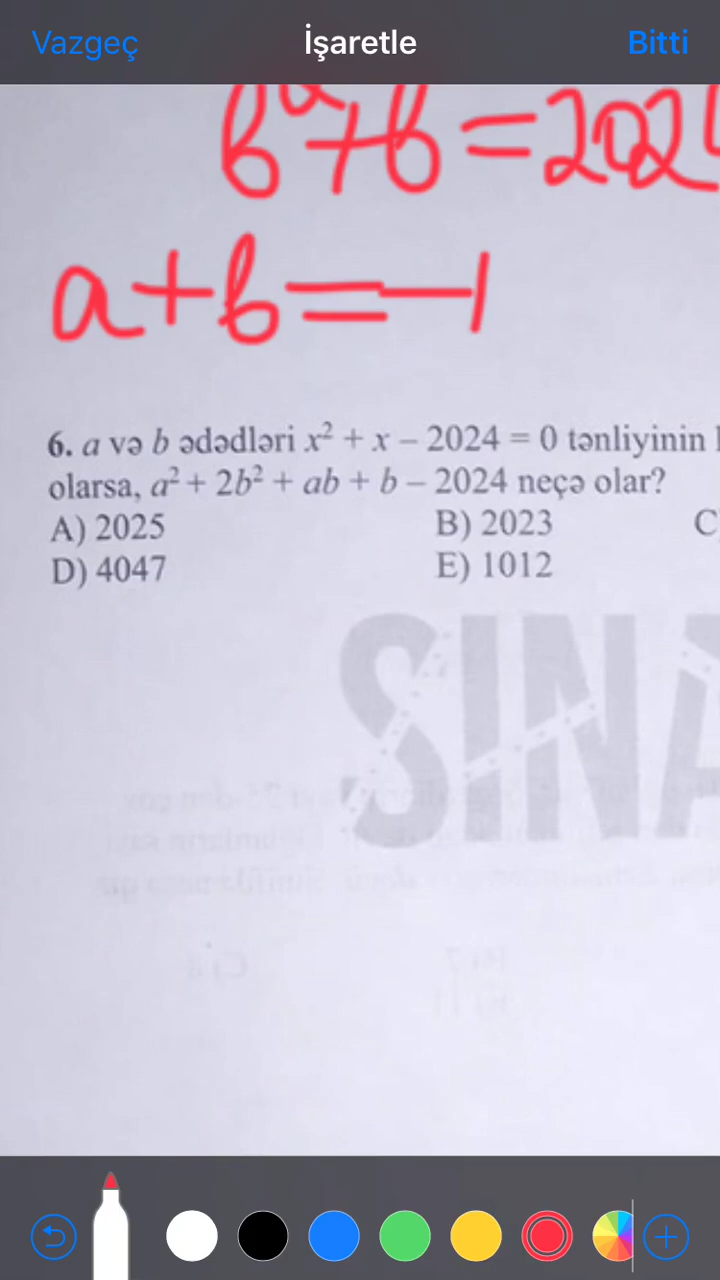 Vazgeç İşaretle Bitti
a+b=-1
6. a və b ədədləri x² + x – 2024 = 0 tənliyinin
olarsa, a² + 2b² + ab + b – 2024 neçə olar?
A) 2025 B) 2023 C
D) 4047 E) 1012
SINA